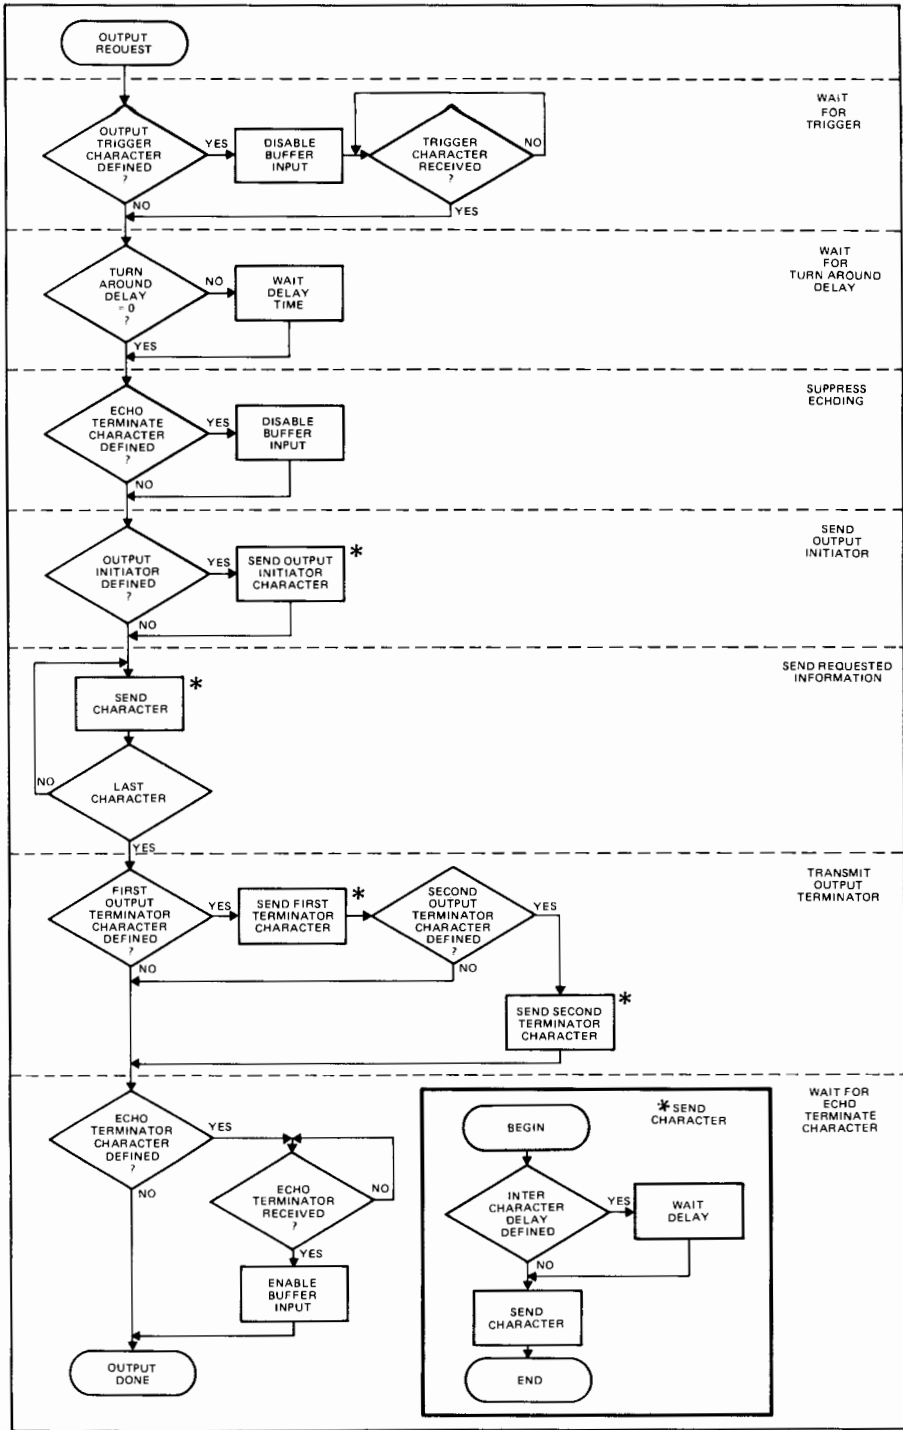 OUTPUT
REQUEST
WAIT
FOR
TRIGGER
OUTPUT
TRIGGER
CHARACTER
DEFINED
?
YES
DISABLE
BUFFER
INPUT
TRIGGER
CHARACTER
RECEIVED
?
NO
NO
YES
WAIT
FOR
TURN AROUND
DELAY
TURN
AROUND
DELAY
= 0
?
NO
WAIT
DELAY
TIME
YES
SUPPRESS
ECHOING
ECHO
TERMINATE
CHARACTER
DEFINED
?
YES
DISABLE
BUFFER
INPUT
NO
SEND
OUTPUT
INITIATOR
OUTPUT
INITIATOR
DEFINED
?
YES
SEND OUTPUT
INITIATOR
CHARACTER
*
NO
SEND REQUESTED
INFORMATION
SEND
CHARACTER
*
LAST
CHARACTER
NO
YES
TRANSMIT
OUTPUT
TERMINATOR
FIRST
OUTPUT
TERMINATOR
CHARACTER
DEFINED
?
YES
SEND FIRST
TERMINATOR
CHARACTER
*
SECOND
OUTPUT
TERMINATOR
CHARACTER
DEFINED
?
YES
NO
NO
SEND SECOND
TERMINATOR
CHARACTER
*
WAIT FOR
ECHO
TERMINATE
CHARACTER
ECHO
TERMINATOR
CHARACTER
DEFINED
?
YES
NO
ECHO
TERMINATOR
RECEIVED
?
NO
YES
ENABLE
BUFFER
INPUT
OUTPUT
DONE
* SEND
CHARACTER
BEGIN
INTER
CHARACTER
DELAY
DEFINED
YES
WAIT
DELAY
NO
SEND
CHARACTER
END